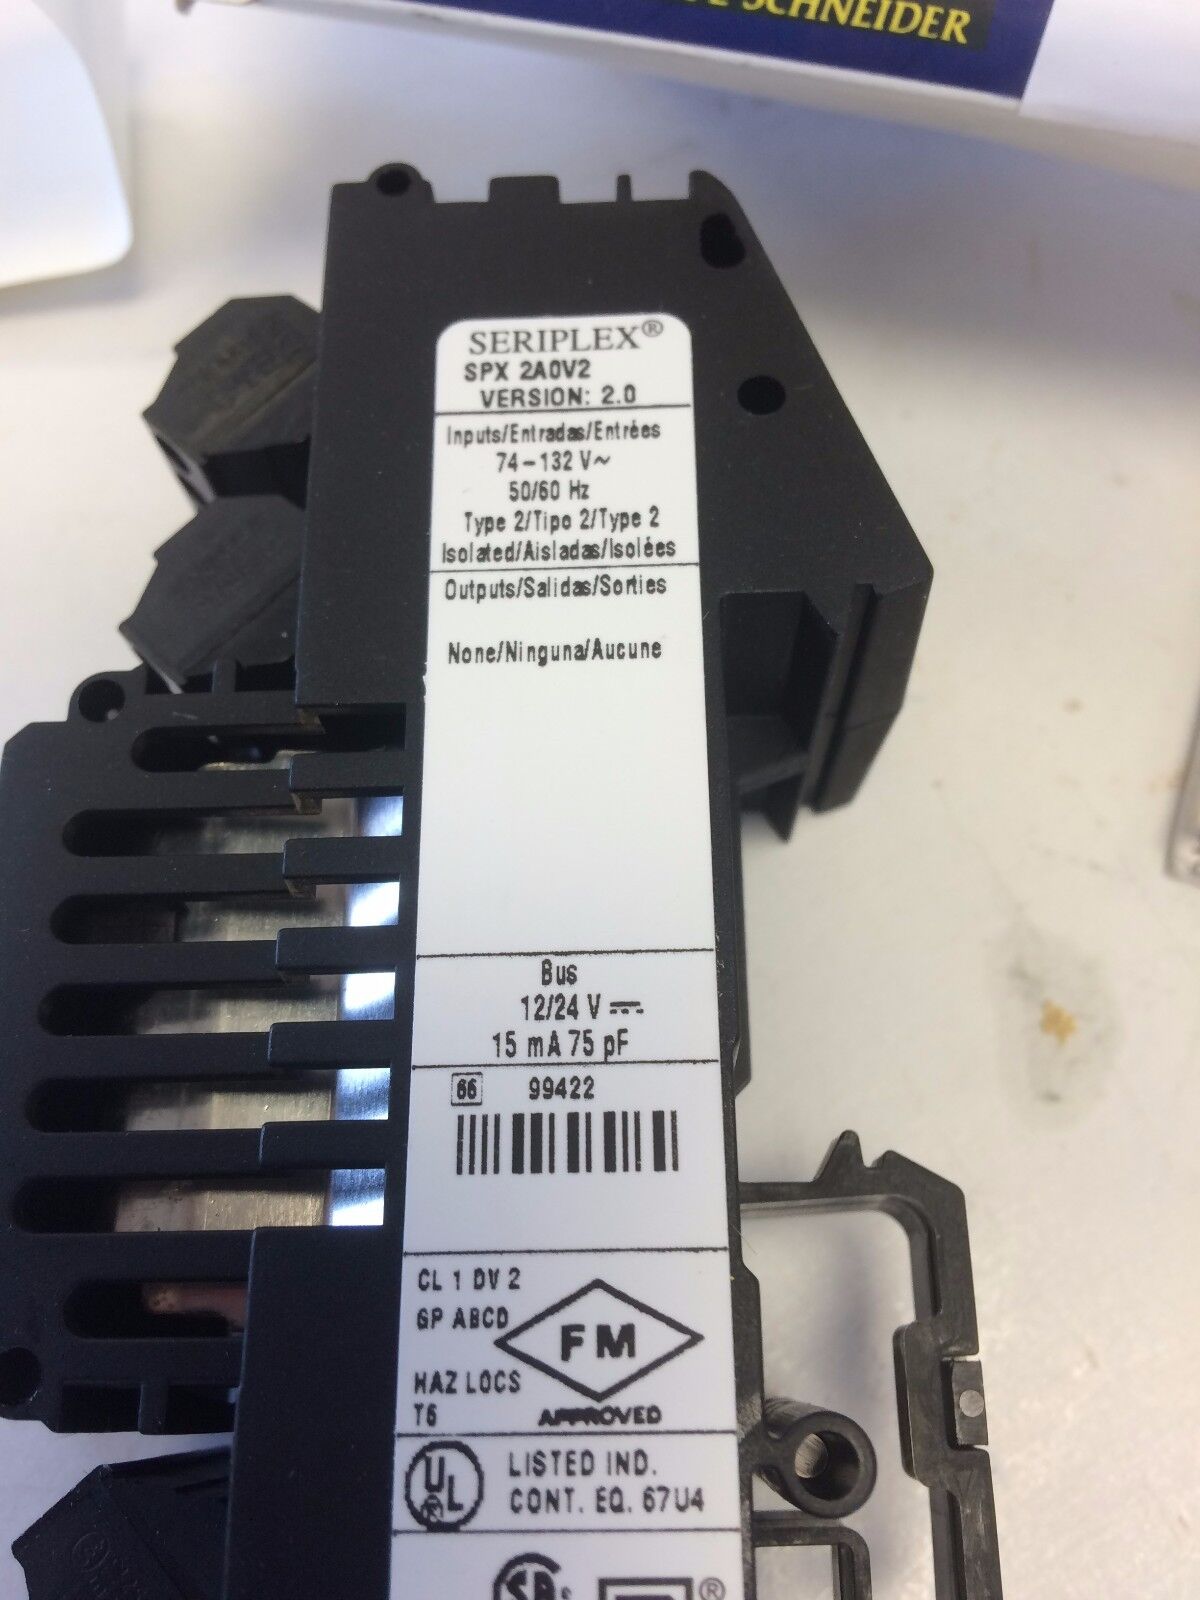 SCHNEIDER
SERIPLEX®
SPX 2A0V2
VERSION: 2.0
Inputs/Entradas/Entrées
74-132 V~
50/60 Hz
Type 2/Tipo 2/Type 2
Isolated/Aisladas/Isolées
Outputs/Salidas/Sorties
None/Ninguna/Aucune
Bus
12/24 V ⎓
15 mA 75 pF
66 99422
CL 1 DV 2
GP ABCD
HAZ LOCS
T6
FM
APPROVED
UL
®
LISTED IND.
CONT. EQ. 67U4
®